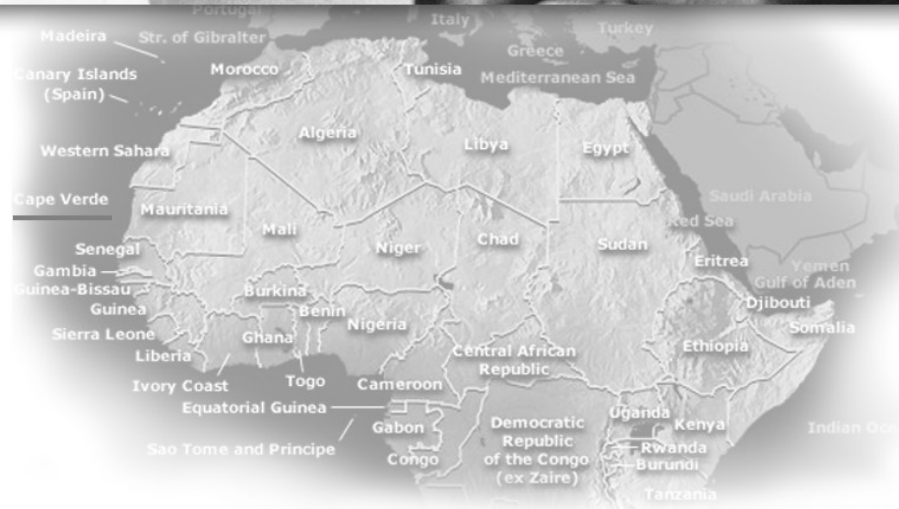 Portugal
Italy
Turkey
Madeira
Str. of Gibralter
Greece
Morocco
Tunisia
Mediterranean Sea
Canary Islands
(Spain)
Algeria
Libya
Egypt
Western Sahara
Saudi Arabia
Cape Verde
Mauritania
Red Sea
Mali
Niger
Chad
Sudan
Senegal
Eritrea
Gambia
Yemen
Guinea-Bissau
Burkina
Gulf of Aden
Guinea
Benin
Djibouti
Nigeria
Somalia
Sierra Leone
Ghana
Ethiopia
Liberia
Central African
Republic
Ivory Coast
Togo
Cameroon
Equatorial Guinea
Uganda
Gabon
Democratic
Republic
of the Congo
(ex Zaire)
Kenya
Indian Oce
Sao Tome and Principe
Rwanda
Congo
Burundi
Tanzania